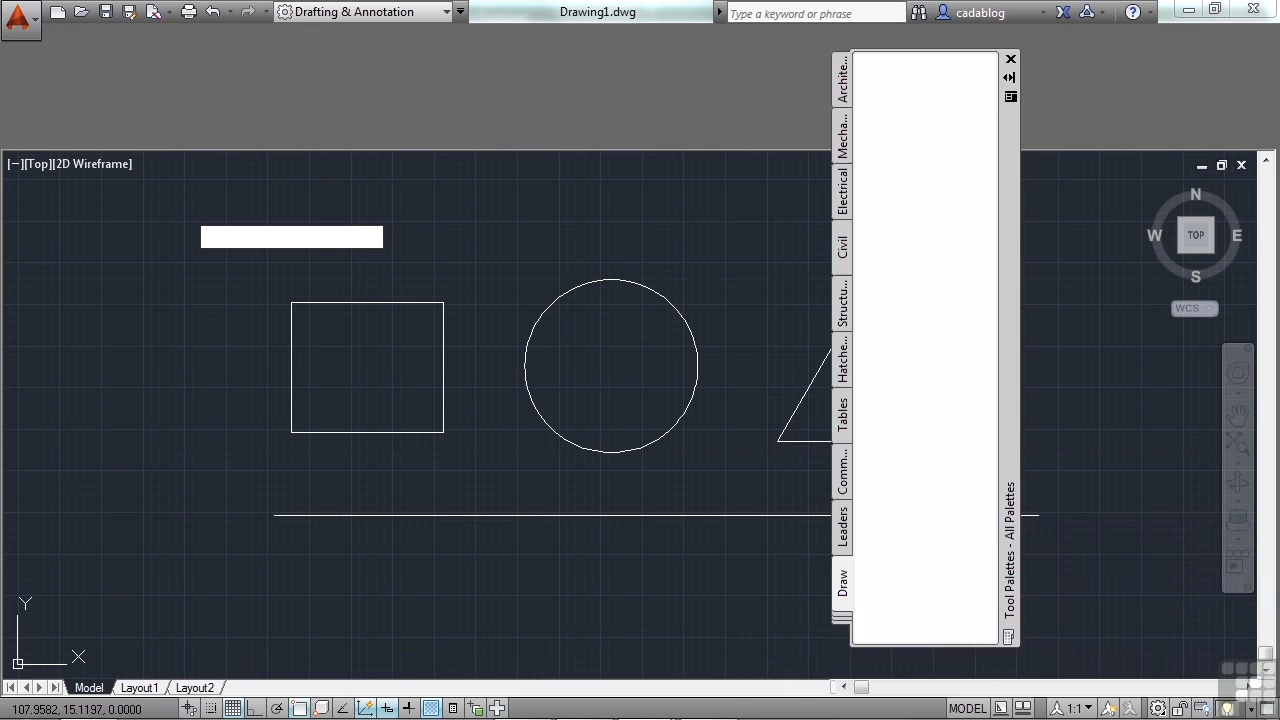 Drafting & Annotation
Drawing1.dwg
Type a keyword or phrase
cadablog
?
[−][Top][2D Wireframe]
N
W
TOP
E
S
WCS
Archite...
Mecha...
Electrical
Civil
Structu...
Hatche...
Tables
Comm...
Leaders
Draw
Tool Palettes - All Palettes
Y
X
Model
Layout1
Layout2
107.9582, 15.1197, 0.0000
MODEL
1:1